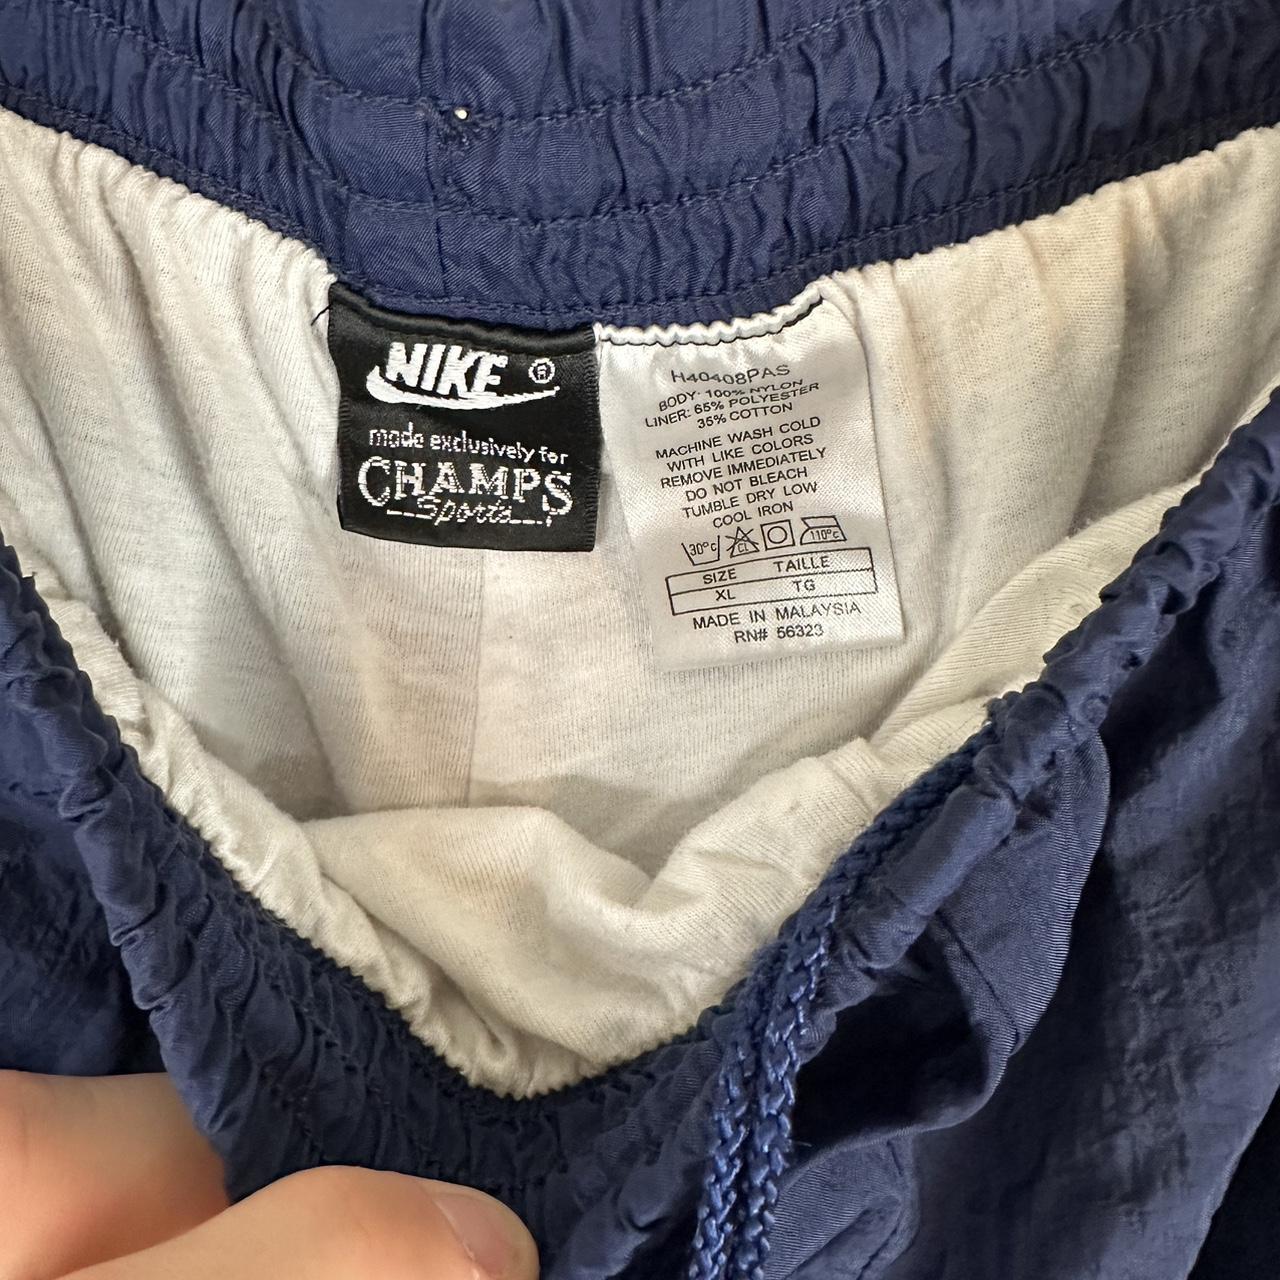 NIKE ®
made exclusively for
CHAMPS
Sports
H40408PAS
BODY: 100% NYLON
LINER: 65% POLYESTER
35% COTTON
MACHINE WASH COLD
WITH LIKE COLORS
REMOVE IMMEDIATELY
DO NOT BLEACH
TUMBLE DRY LOW
COOL IRON
30°c CL 110°c
SIZE TAILLE
XL TG
MADE IN MALAYSIA
RN# 56323